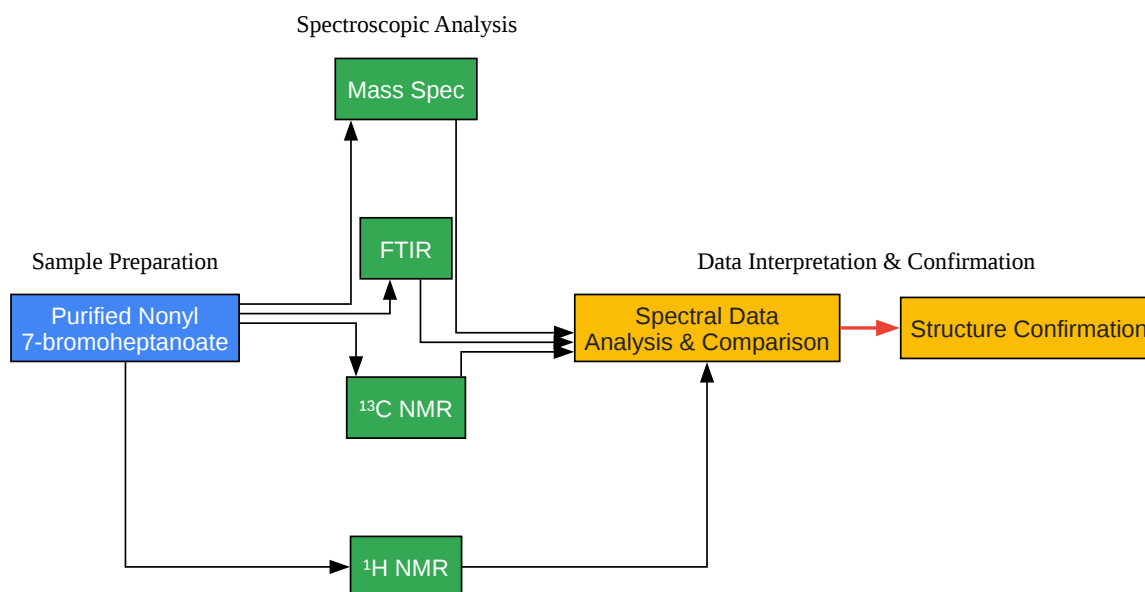 Spectroscopic Analysis
Mass Spec
FTIR
Sample Preparation
Data Interpretation & Confirmation
Purified Nonyl
7-bromoheptanoate
Spectral Data
Analysis & Comparison
Structure Confirmation
¹³C NMR
¹H NMR